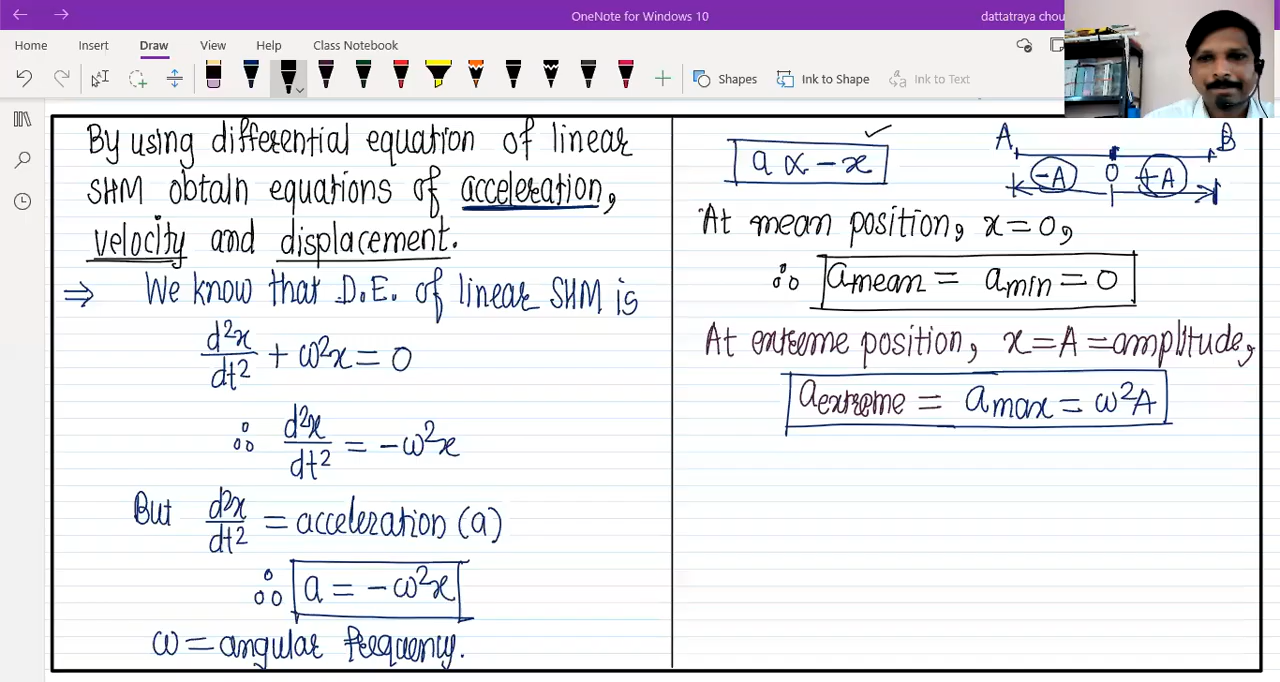 OneNote for Windows 10
dattatraya chou
Home Insert Draw View Help Class Notebook
Shapes Ink to Shape Ink to Text
By using differential equation of linear
SHM obtain equations of acceleration,
velocity and displacement.
⇒ We know that D.E. of linear SHM is
d²x/dt² + ω²x = 0
∴ d²x/dt² = -ω²x
But d²x/dt² = acceleration (a)
∴ a = -ω²x
ω = angular frequency.
a ∝ -x ✓
A B
-A 0 +A
At mean position, x=0,
∴ amean = amin = 0
At extreme position, x=A=amplitude,
aextreme = amax = ω²A